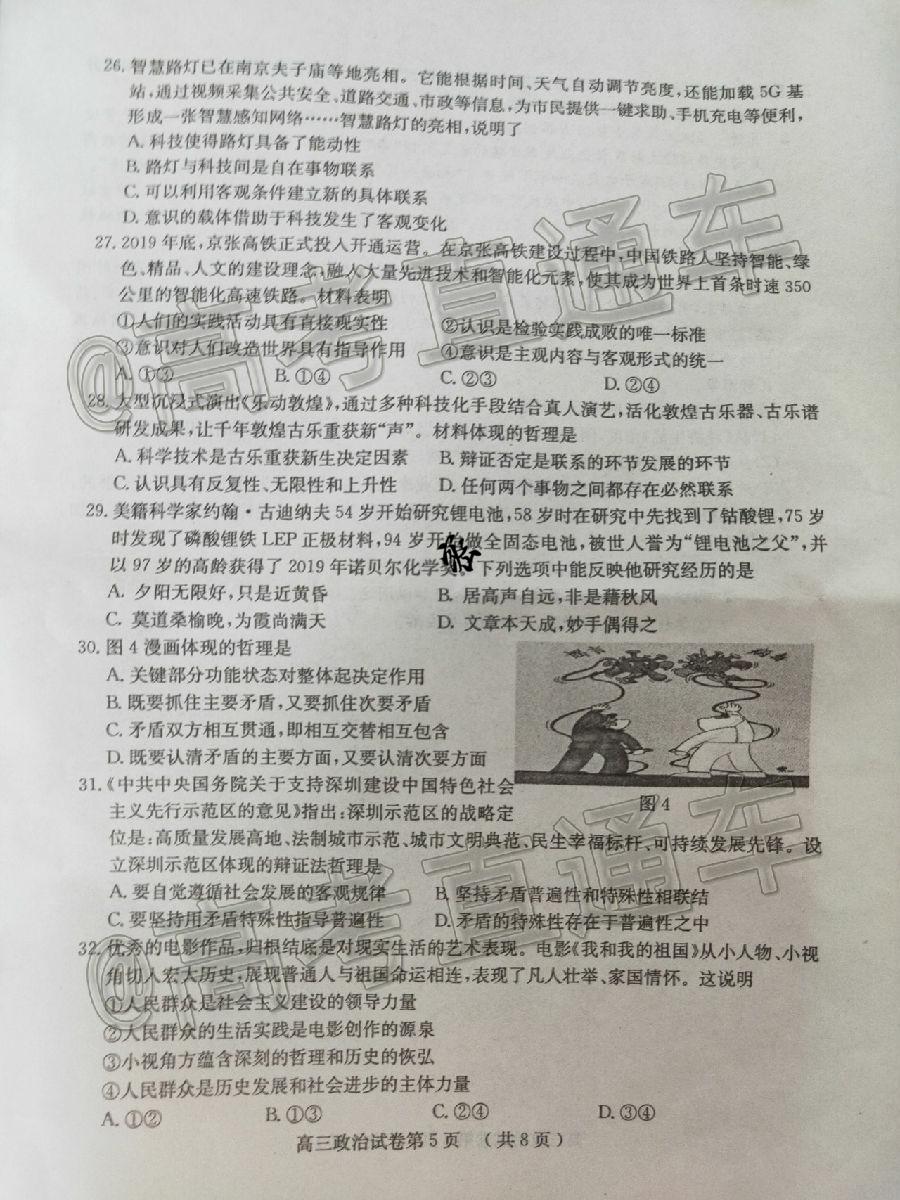 26. 智慧路灯已在南京夫子庙等地亮相。它能根据时间、天气自动调节亮度,还能加载 5G 基
站,通过视频采集公共安全、道路交通、市政等信息,为市民提供一键求助、手机充电等便利,
形成一张智慧感知网络……智慧路灯的亮相,说明了
A. 科技使得路灯具备了能动性
B. 路灯与科技间是自在事物联系
C. 可以利用客观条件建立新的具体联系
D. 意识的载体借助于科技发生了客观变化
27. 2019 年底,京张高铁正式投入开通运营。在京张高铁建设过程中,中国铁路人坚持智能、绿
色、精品、人文的建设理念,融入大量先进技术和智能化元素,使其成为世界上首条时速 350
公里的智能化高速铁路。材料表明
①人们的实践活动具有直接现实性 ②认识是检验实践成败的唯一标准
③意识对人们改造世界具有指导作用 ④意识是主观内容与客观形式的统一
A. ①③ B. ①④ C. ②③ D. ②④
28. 大型沉浸式演出《乐动敦煌》,通过多种科技化手段结合真人演艺,活化敦煌古乐器、古乐谱
研发成果,让千年敦煌古乐重获新“声”。材料体现的哲理是
A. 科学技术是古乐重获新生决定因素 B. 辩证否定是联系的环节发展的环节
C. 认识具有反复性、无限性和上升性 D. 任何两个事物之间都存在必然联系
29. 美籍科学家约翰·古迪纳夫 54 岁开始研究锂电池,58 岁时在研究中先找到了钴酸锂,75 岁
时发现了磷酸锂铁 LEP 正极材料,94 岁开始做全固态电池,被世人誉为“锂电池之父”,并
以 97 岁的高龄获得了 2019 年诺贝尔化学奖。下列选项中能反映他研究经历的是
A. 夕阳无限好,只是近黄昏 B. 居高声自远,非是藉秋风
C. 莫道桑榆晚,为霞尚满天 D. 文章本天成,妙手偶得之
30. 图 4 漫画体现的哲理是
A. 关键部分功能状态对整体起决定作用
B. 既要抓住主要矛盾,又要抓住次要矛盾
C. 矛盾双方相互贯通,即相互交替相互包含
D. 既要认清矛盾的主要方面,又要认清次要方面
图 4
31. 《中共中央国务院关于支持深圳建设中国特色社会
主义先行示范区的意见》指出:深圳示范区的战略定
位是:高质量发展高地、法制城市示范、城市文明典范、民生幸福标杆、可持续发展先锋。设
立深圳示范区体现的辩证法哲理是
A. 要自觉遵循社会发展的客观规律 B. 坚持矛盾普遍性和特殊性相联结
C. 要坚持用矛盾特殊性指导普遍性 D. 矛盾的特殊性存在于普遍性之中
32. 优秀的电影作品,归根结底是对现实生活的艺术表现。电影《我和我的祖国》从小人物、小视
角切入宏大历史,展现普通人与祖国命运相连,表现了凡人壮举、家国情怀。这说明
①人民群众是社会主义建设的领导力量
②人民群众的生活实践是电影创作的源泉
③小视角方蕴含深刻的哲理和历史的恢弘
④人民群众是历史发展和社会进步的主体力量
A. ①② B. ①③ C. ②④ D. ③④
高三政治试卷第 5 页 (共 8 页)
@高考直通车
@高考直通车